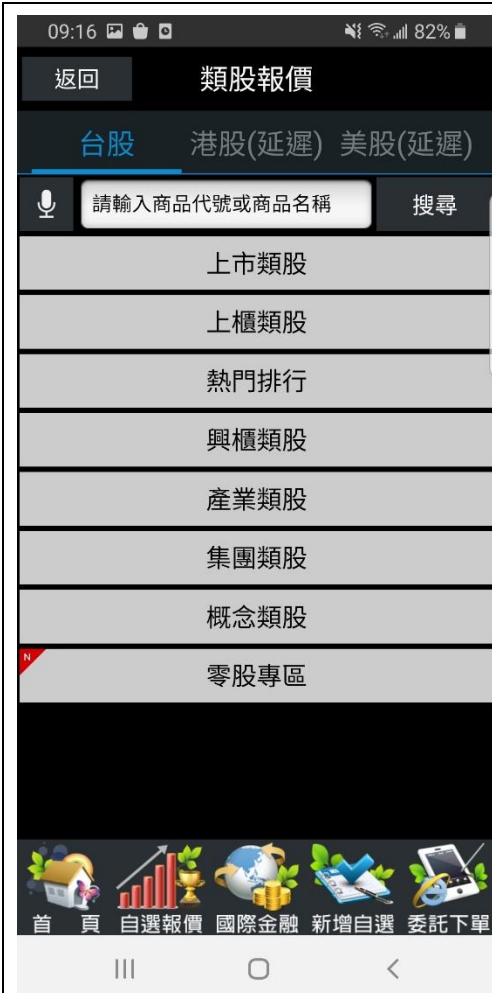 09:16 82%
返回 類股報價
台股 港股(延遲) 美股(延遲)
請輸入商品代號或商品名稱 搜尋
上市類股
上櫃類股
熱門排行
興櫃類股
產業類股
集團類股
概念類股
N
零股專區
首 頁 自選報價 國際金融 新增自選 委託下單